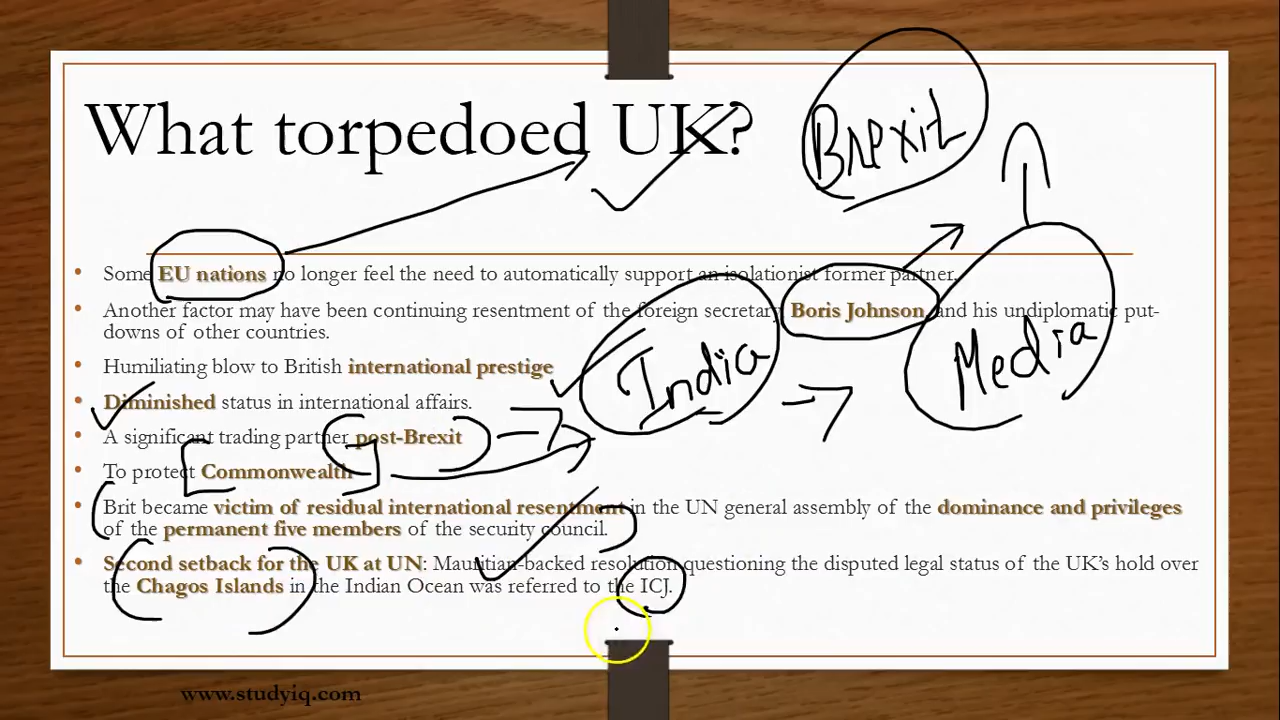 What torpedoed UK?
Brexit
• Some EU nations no longer feel the need to automatically support an isolationist former partner.
• Another factor may have been continuing resentment of the foreign secretary Boris Johnson, and his undiplomatic put-
downs of other countries.
• Humiliating blow to British international prestige
India
Media
• Diminished status in international affairs.
• A significant trading partner post-Brexit
• To protect Commonwealth
• Brit became victim of residual international resentment in the UN general assembly of the dominance and privileges
of the permanent five members of the security council.
• Second setback for the UK at UN: Mauritian-backed resolution questioning the disputed legal status of the UK’s hold over
the Chagos Islands in the Indian Ocean was referred to the ICJ.
www.studyiq.com